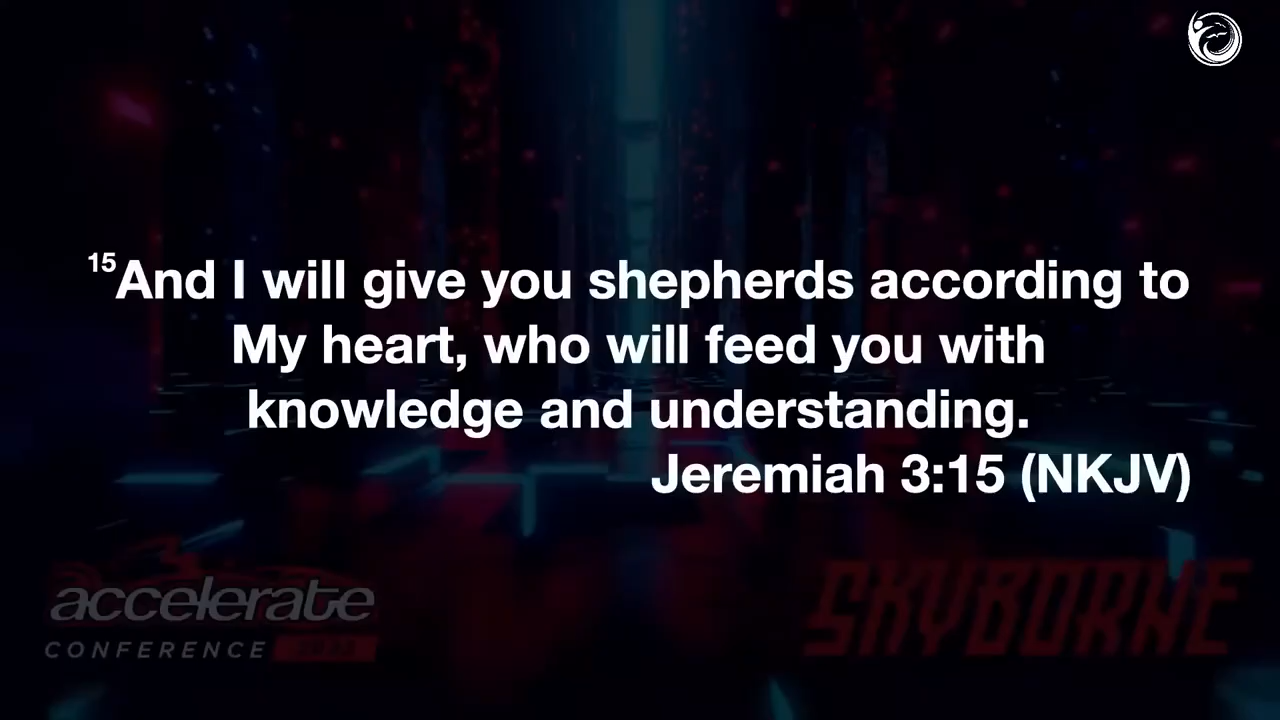 15And I will give you shepherds according to
My heart, who will feed you with
knowledge and understanding.
Jeremiah 3:15 (NKJV)
accelerate
CONFERENCE
SKYBORNE